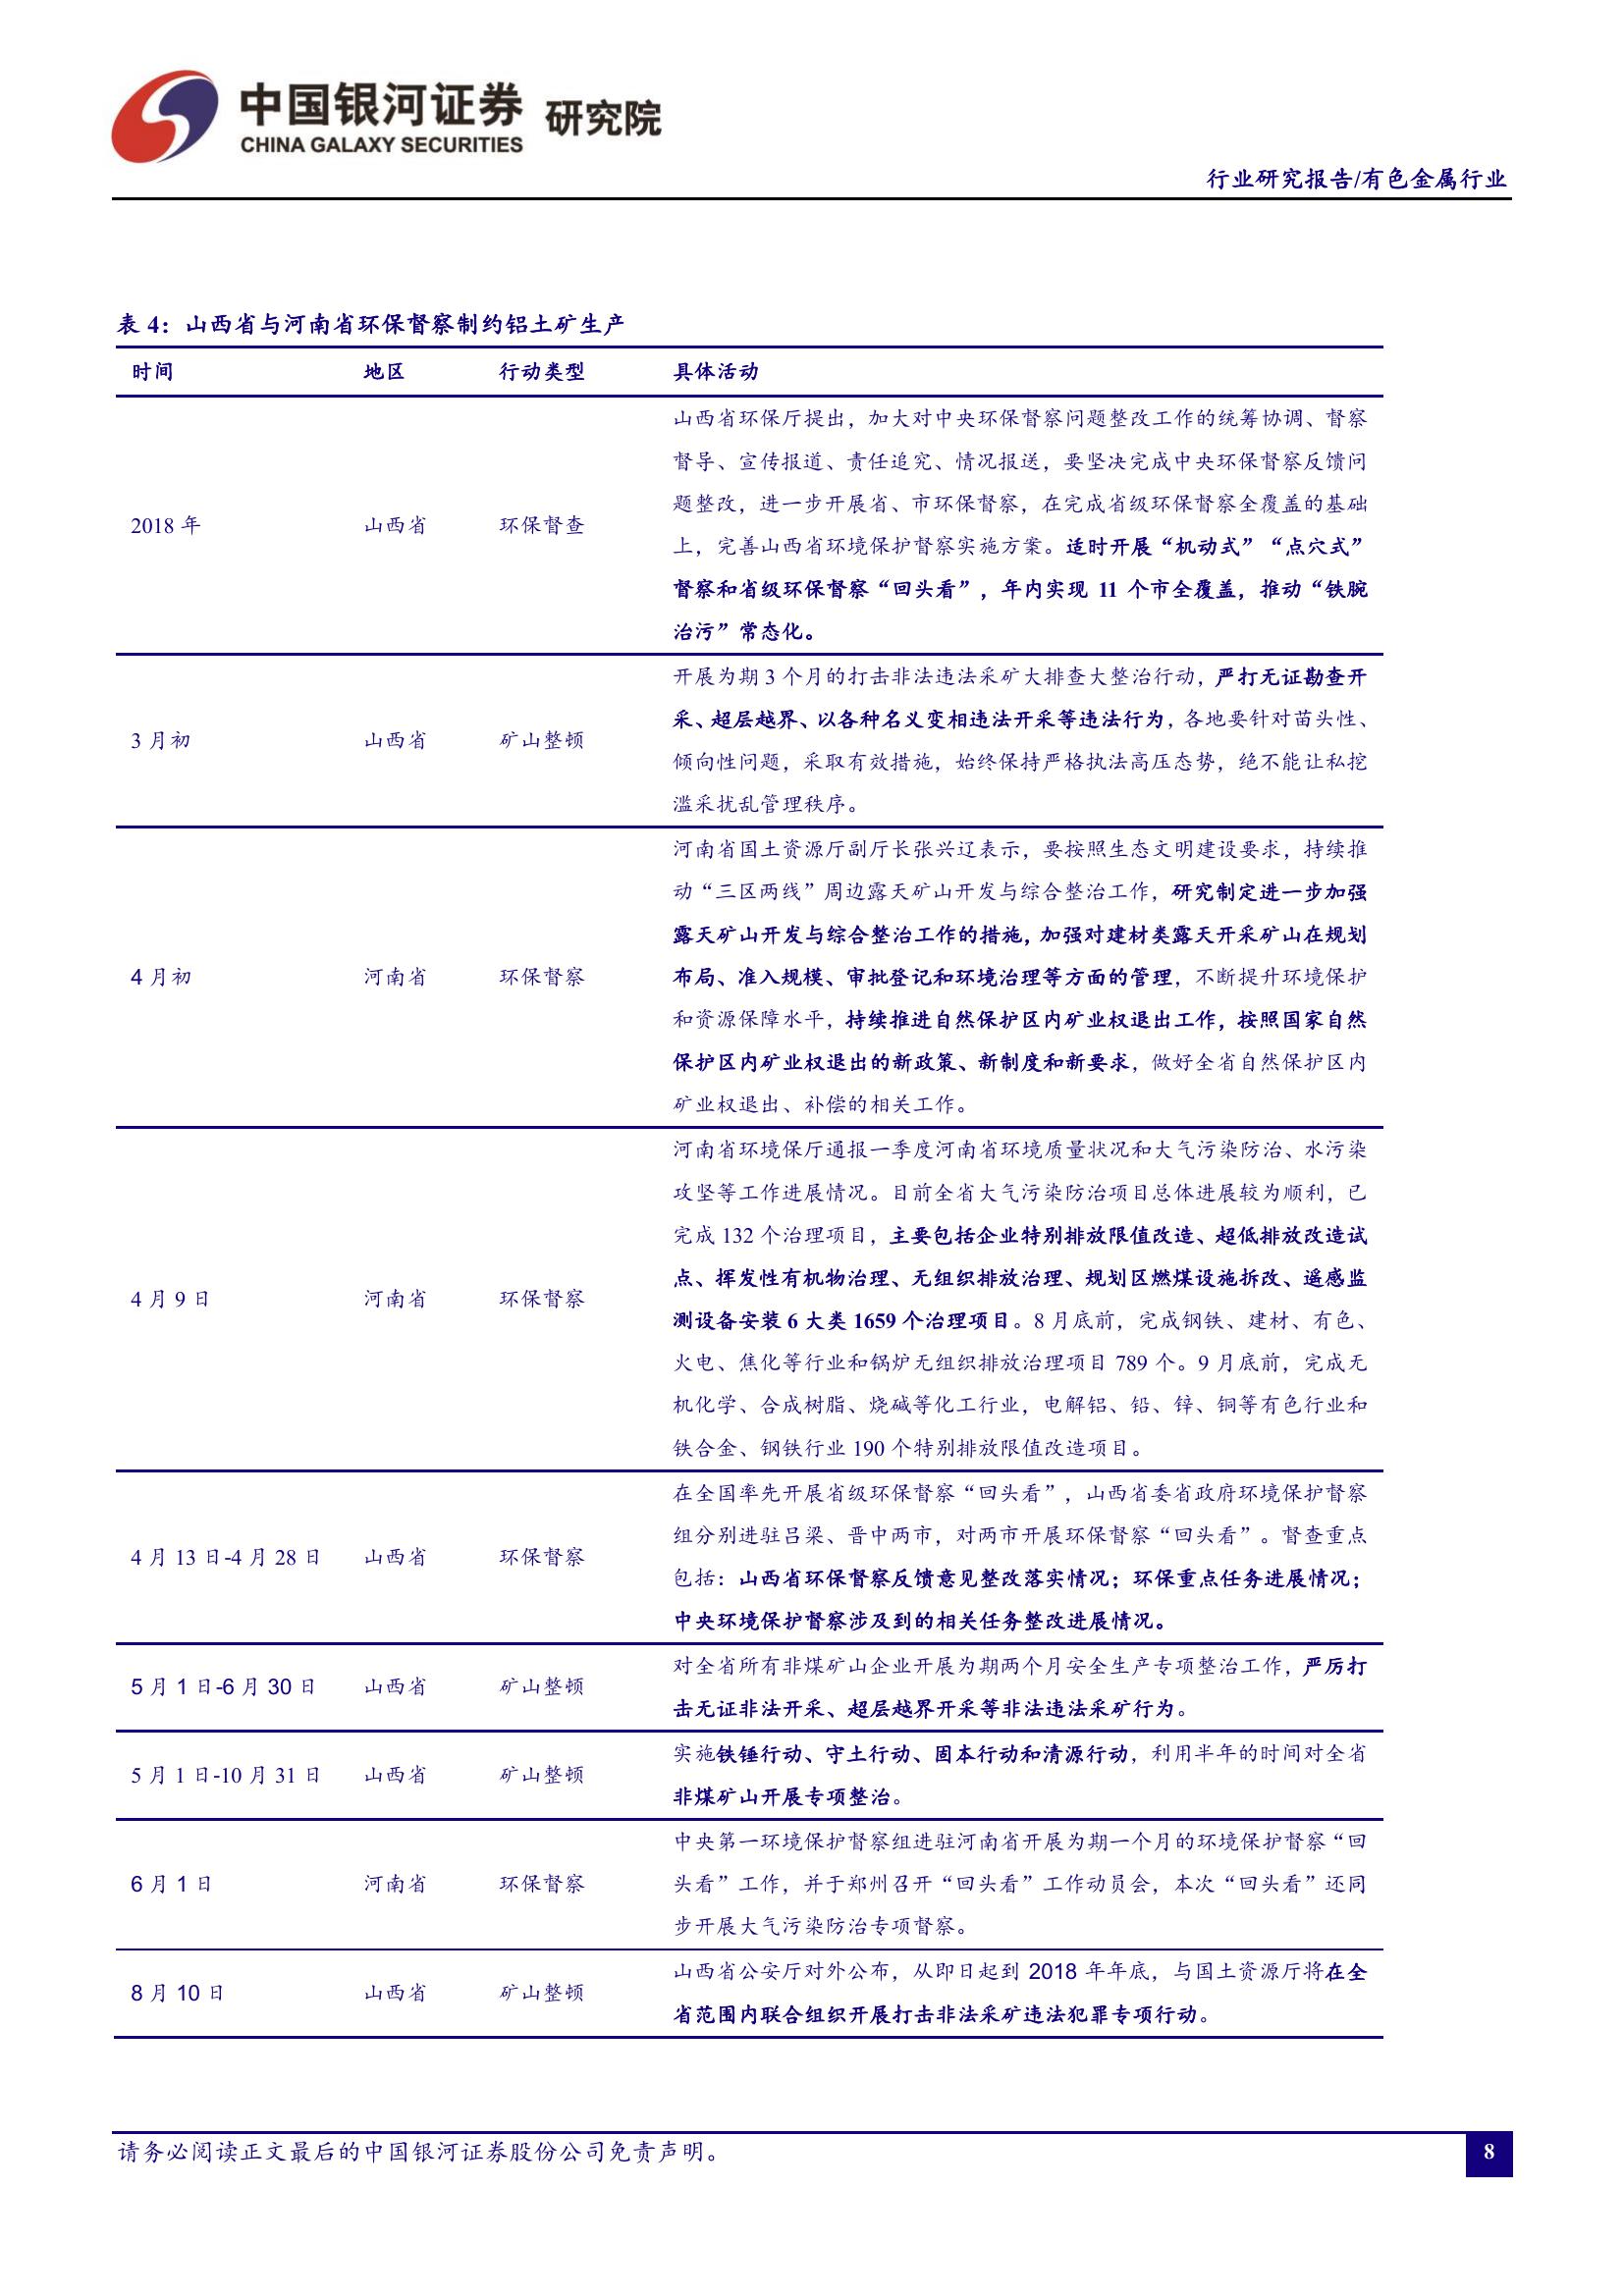 中国银河证券 研究院
CHINA GALAXY SECURITIES
行业研究报告/有色金属行业
表 4：山西省与河南省环保督察制约铝土矿生产
时间 地区 行动类型 具体活动
山西省环保厅提出，加大对中央环保督察问题整改工作的统筹协调、督察
督导、宣传报道、责任追究、情况报送，要坚决完成中央环保督察反馈问
题整改，进一步开展省、市环保督察，在完成省级环保督察全覆盖的基础
2018 年 山西省 环保督查
上，完善山西省环境保护督察实施方案。适时开展“机动式”“点穴式”
督察和省级环保督察“回头看”，年内实现 11 个市全覆盖，推动“铁腕
治污”常态化。
开展为期 3 个月的打击非法违法采矿大排查大整治行动，严打无证勘查开
采、超层越界、以各种名义变相违法开采等违法行为，各地要针对苗头性、
3 月初 山西省 矿山整顿
倾向性问题，采取有效措施，始终保持严格执法高压态势，绝不能让私挖
滥采扰乱管理秩序。
河南省国土资源厅副厅长张兴辽表示，要按照生态文明建设要求，持续推
动“三区两线”周边露天矿山开发与综合整治工作，研究制定进一步加强
露天矿山开发与综合整治工作的措施，加强对建材类露天开采矿山在规划
4 月初 河南省 环保督察 布局、准入规模、审批登记和环境治理等方面的管理，不断提升环境保护
和资源保障水平，持续推进自然保护区内矿业权退出工作，按照国家自然
保护区内矿业权退出的新政策、新制度和新要求，做好全省自然保护区内
矿业权退出、补偿的相关工作。
河南省环境保厅通报一季度河南省环境质量状况和大气污染防治、水污染
攻坚等工作进展情况。目前全省大气污染防治项目总体进展较为顺利，已
完成 132 个治理项目，主要包括企业特别排放限值改造、超低排放改造试
点、挥发性有机物治理、无组织排放治理、规划区燃煤设施拆改、遥感监
4 月 9 日 河南省 环保督察
测设备安装 6 大类 1659 个治理项目。8 月底前，完成钢铁、建材、有色、
火电、焦化等行业和锅炉无组织排放治理项目 789 个。9 月底前，完成无
机化学、合成树脂、烧碱等化工行业，电解铝、铅、锌、铜等有色行业和
铁合金、钢铁行业 190 个特别排放限值改造项目。
在全国率先开展省级环保督察“回头看”，山西省委省政府环境保护督察
组分别进驻吕梁、晋中两市，对两市开展环保督察“回头看”。督查重点
4 月 13 日-4 月 28 日 山西省 环保督察
包括：山西省环保督察反馈意见整改落实情况；环保重点任务进展情况；
中央环境保护督察涉及到的相关任务整改进展情况。
对全省所有非煤矿山企业开展为期两个月安全生产专项整治工作，严厉打
5 月 1 日-6 月 30 日 山西省 矿山整顿
击无证非法开采、超层越界开采等非法违法采矿行为。
实施铁锤行动、守土行动、固本行动和清源行动，利用半年的时间对全省
5 月 1 日-10 月 31 日 山西省 矿山整顿
非煤矿山开展专项整治。
中央第一环境保护督察组进驻河南省开展为期一个月的环境保护督察“回
6 月 1 日 河南省 环保督察 头看”工作，并于郑州召开“回头看”工作动员会，本次“回头看”还同
步开展大气污染防治专项督察。
山西省公安厅对外公布，从即日起到 2018 年年底，与国土资源厅将在全
8 月 10 日 山西省 矿山整顿
省范围内联合组织开展打击非法采矿违法犯罪专项行动。
请务必阅读正文最后的中国银河证券股份公司免责声明。
8